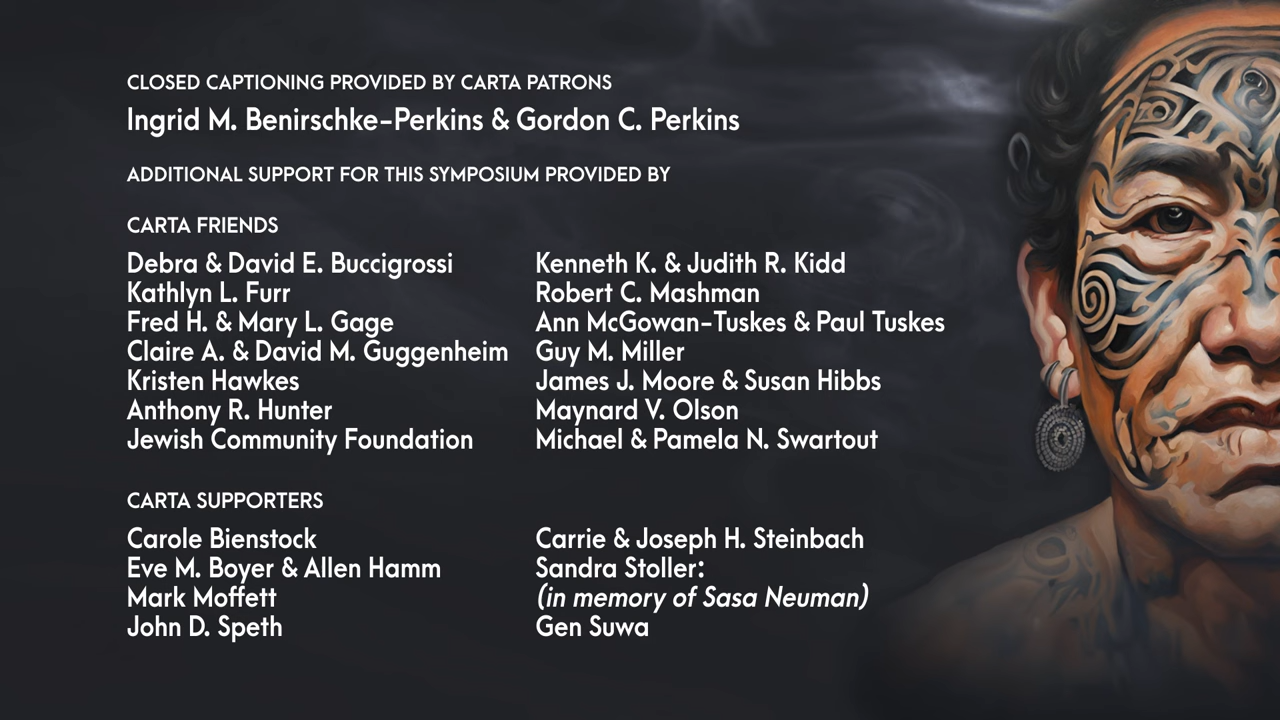 CLOSED CAPTIONING PROVIDED BY CARTA PATRONS
Ingrid M. Benirschke-Perkins & Gordon C. Perkins
ADDITIONAL SUPPORT FOR THIS SYMPOSIUM PROVIDED BY
CARTA FRIENDS
Debra & David E. Buccigrossi
Kathlyn L. Furr
Fred H. & Mary L. Gage
Claire A. & David M. Guggenheim
Kristen Hawkes
Anthony R. Hunter
Jewish Community Foundation
Kenneth K. & Judith R. Kidd
Robert C. Mashman
Ann McGowan-Tuskes & Paul Tuskes
Guy M. Miller
James J. Moore & Susan Hibbs
Maynard V. Olson
Michael & Pamela N. Swartout
CARTA SUPPORTERS
Carole Bienstock
Eve M. Boyer & Allen Hamm
Mark Moffett
John D. Speth
Carrie & Joseph H. Steinbach
Sandra Stoller:
(in memory of Sasa Neuman)
Gen Suwa